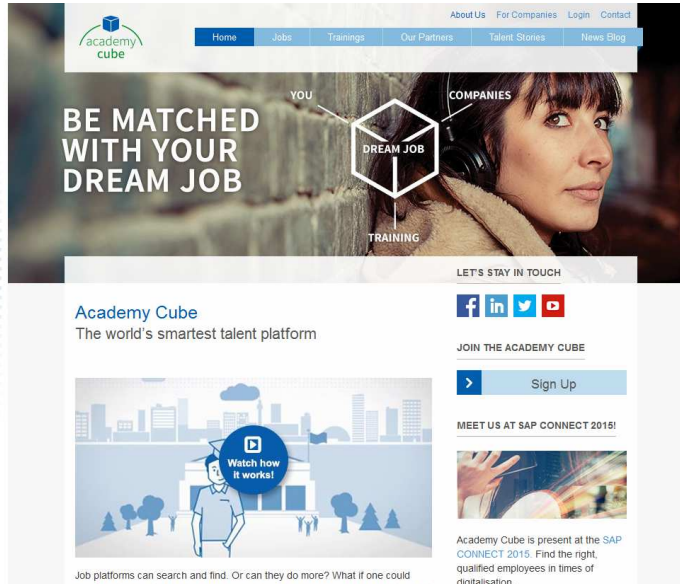 About Us For Companies Login Contact
academy
cube
Home Jobs Trainings Our Partners Talent Stories News Blog
BE MATCHED
WITH YOUR
DREAM JOB
YOU
COMPANIES
DREAM JOB
TRAINING
Academy Cube
The world's smartest talent platform
Watch how
it works!
Job platforms can search and find. Or can they do more? What if one could
LET'S STAY IN TOUCH
f in
JOIN THE ACADEMY CUBE
Sign Up
MEET US AT SAP CONNECT 2015!
Academy Cube is present at the SAP
CONNECT 2015. Find the right,
qualified employees in times of
digitalisation.